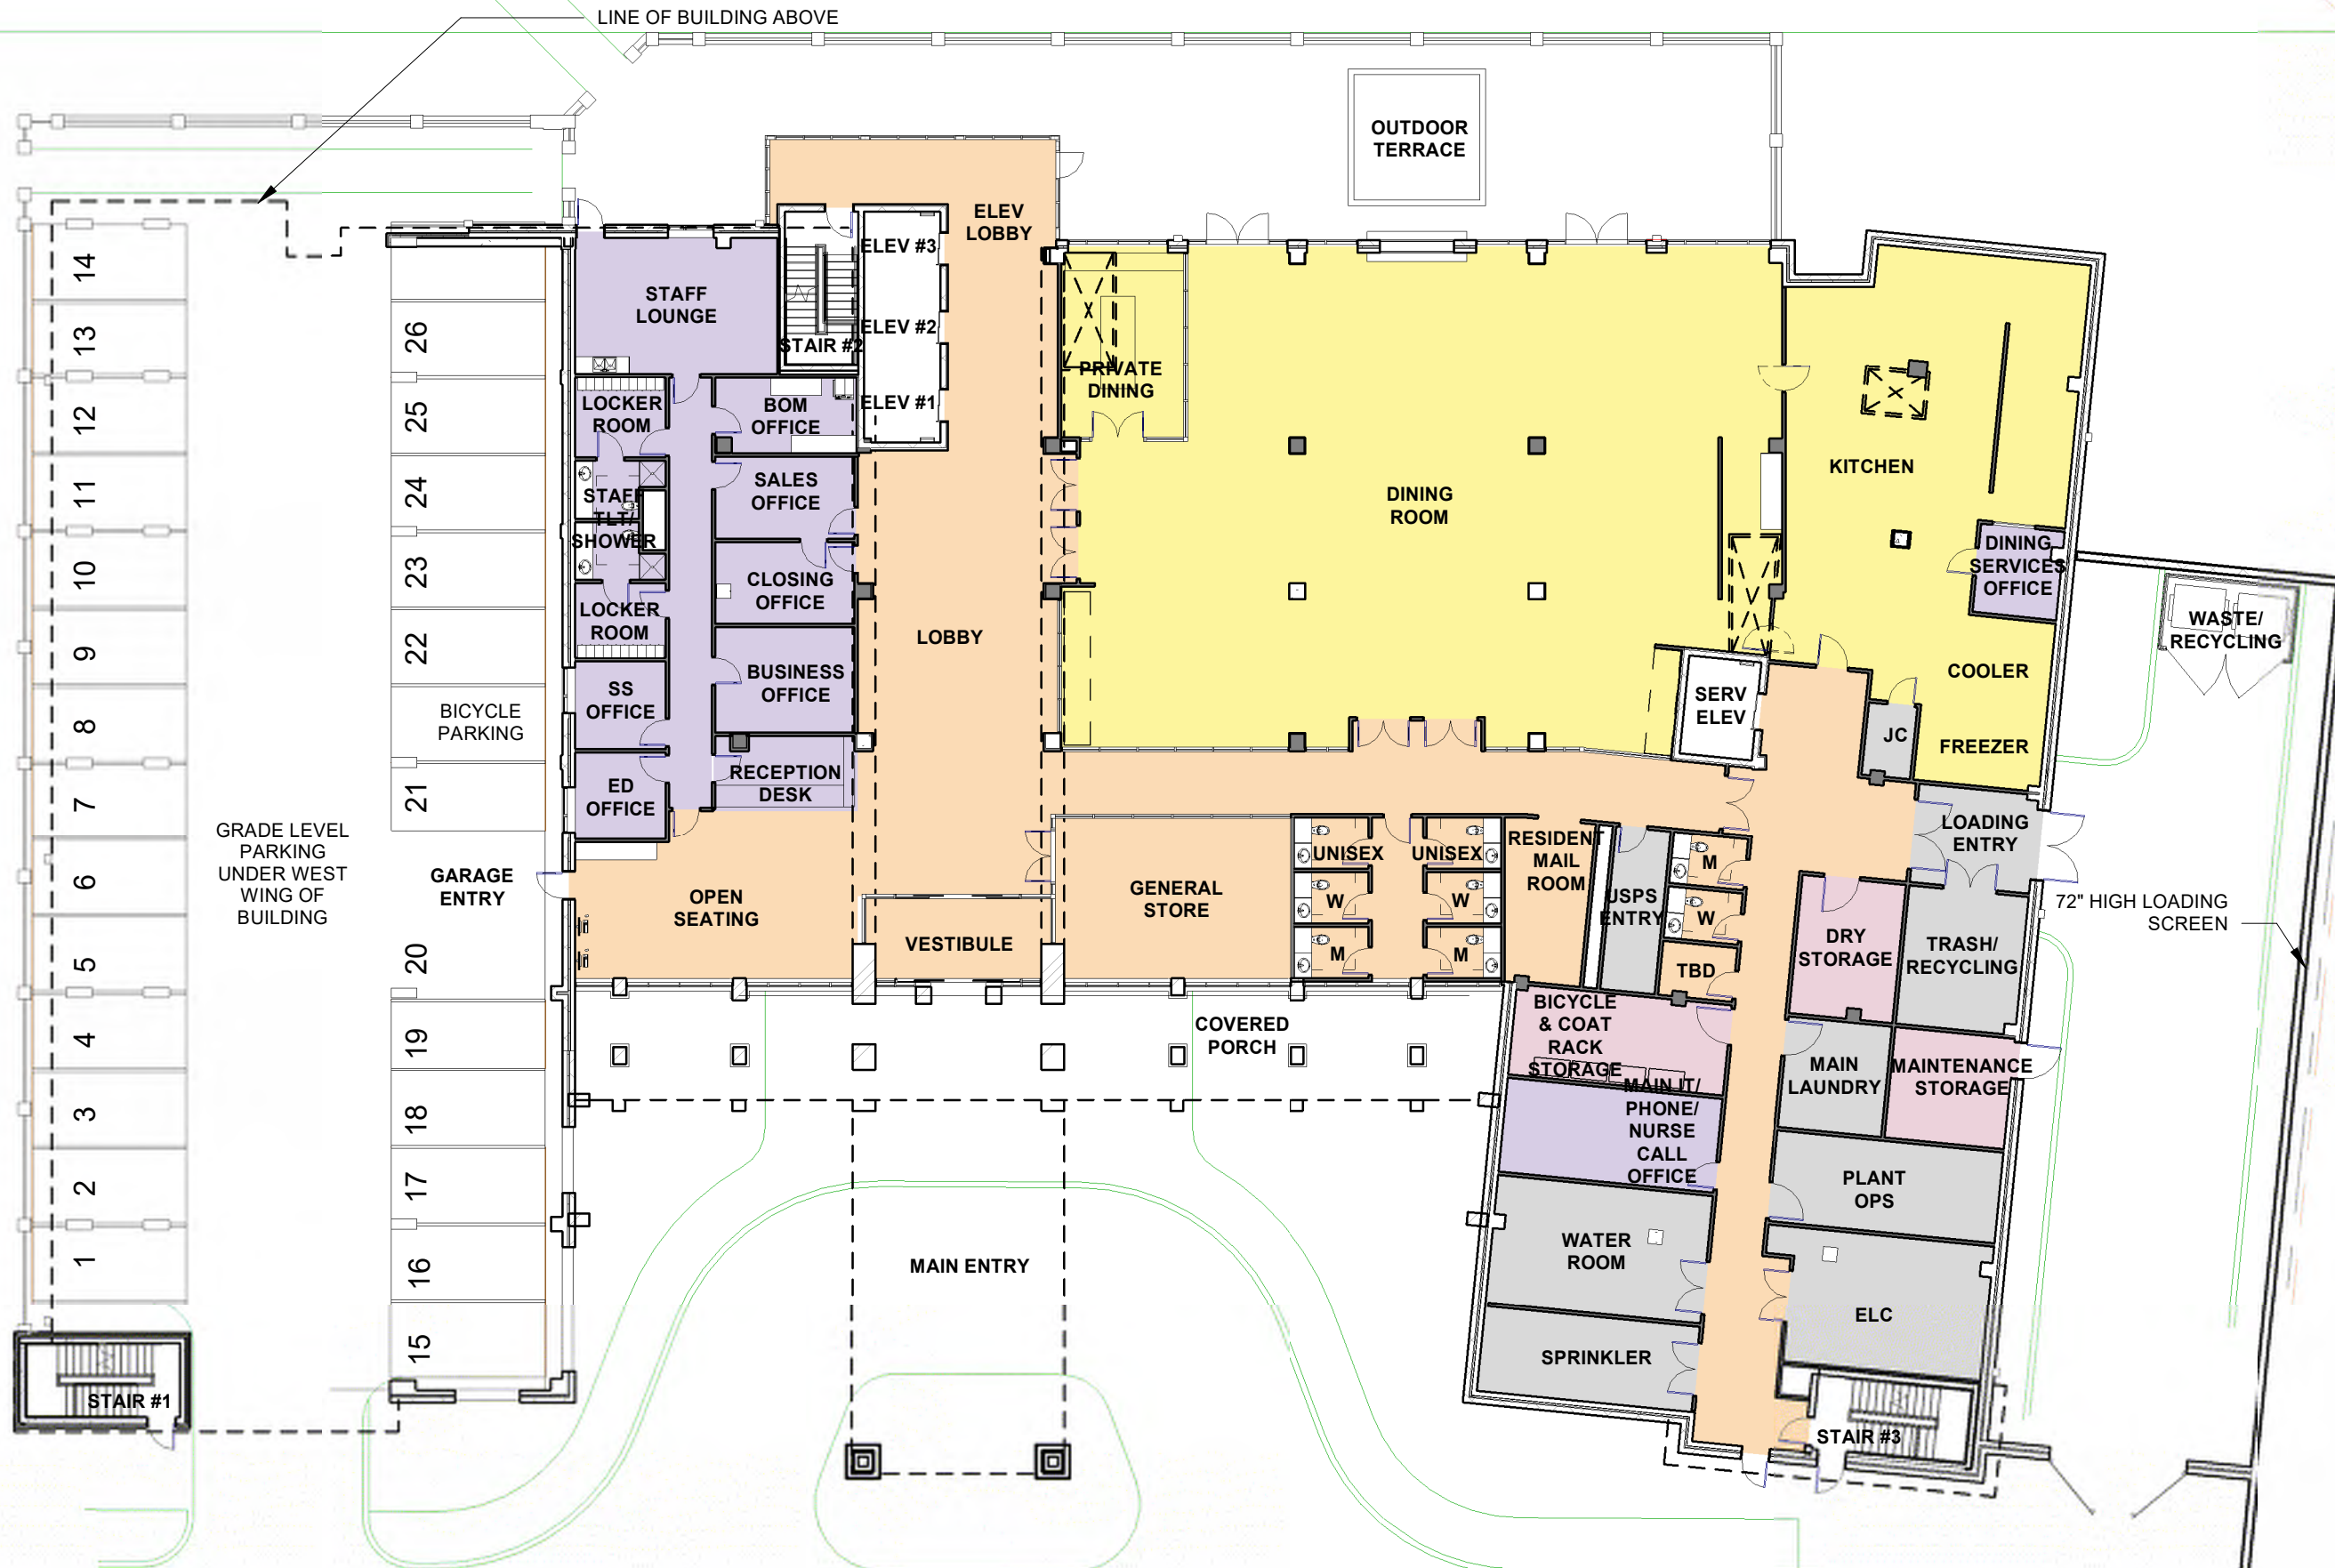 LINE OF BUILDING ABOVE
OUTDOOR
TERRACE
ELEV
LOBBY
ELEV #3
ELEV #2
ELEV #1
STAIR #2
STAFF
LOUNGE
LOCKER
ROOM
BOM
OFFICE
SALES
OFFICE
STAFF
TLT/
SHOWER
CLOSING
OFFICE
LOCKER
ROOM
BUSINESS
OFFICE
SS
OFFICE
RECEPTION
DESK
ED
OFFICE
LOBBY
PRIVATE
DINING
DINING
ROOM
KITCHEN
DINING
SERVICES
OFFICE
COOLER
FREEZER
SERV
ELEV
JC
WASTE/
RECYCLING
LOADING
ENTRY
72" HIGH LOADING
SCREEN
14
13
12
11
10
9
8
7
6
5
4
3
2
1
26
25
24
23
22
BICYCLE
PARKING
21
20
19
18
17
16
15
GRADE LEVEL
PARKING
UNDER WEST
WING OF
BUILDING
GARAGE
ENTRY
OPEN
SEATING
VESTIBULE
GENERAL
STORE
UNISEX
UNISEX
W
W
M
M
RESIDENT
MAIL
ROOM
USPS
ENTRY
M
W
TBD
DRY
STORAGE
TRASH/
RECYCLING
COVERED
PORCH
BICYCLE
& COAT
RACK
STORAGE
MAIN IT/
PHONE/
NURSE
CALL
OFFICE
MAIN
LAUNDRY
MAINTENANCE
STORAGE
PLANT
OPS
WATER
ROOM
ELC
SPRINKLER
MAIN ENTRY
STAIR #1
STAIR #3